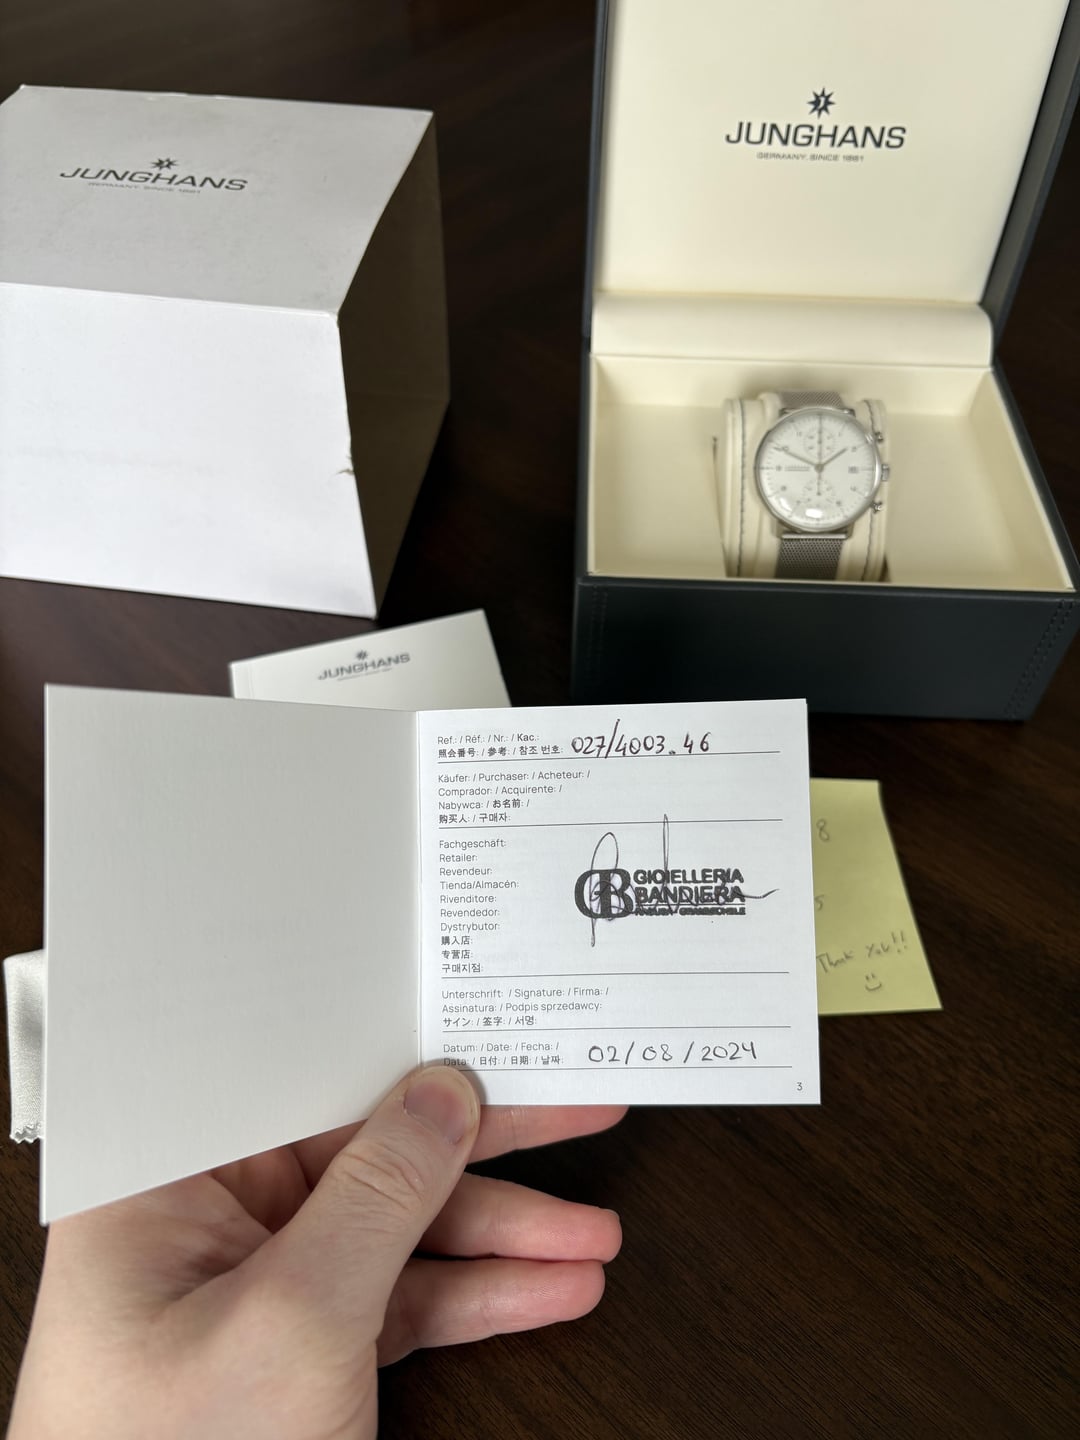 JUNGHANS
GERMANY. SINCE 1861
JUNGHANS
GERMANY. SINCE 1861
JUNGHANS
JUNGHANS
Ref.: / Réf.: / Nr.: / Kac.:
照会番号: / 参考: / 참조 번호: 027/4003.46
Käufer: / Purchaser: / Acheteur: /
Comprador: / Acquirente: /
Nabywca: / お名前: /
购买人: / 구매자:
Fachgeschäft:
Retailer:
Revendeur:
Tienda/Almacén:
Rivenditore:
Revendedor:
Dystrybutor:
購入店:
专营店:
구매지점:
GB GIOIELLERIA
BANDIERA
RAGUSA GRAMMICHELE
Unterschrift: / Signature: / Firma: /
Assinatura: / Podpis sprzedawcy:
サイン: / 签字: / 서명:
Datum: / Date: / Fecha: /
Data: / 日付: / 日期: / 날짜: 02/08/2024
3
8
5
Thank You!!